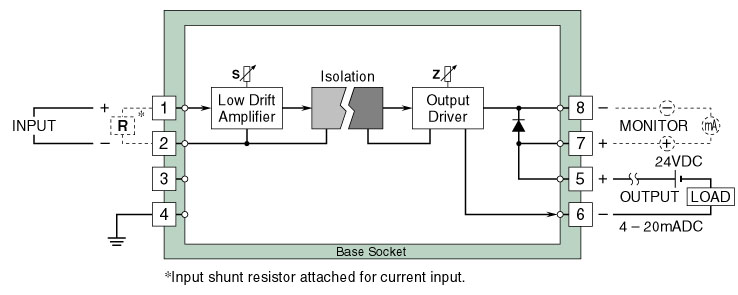 S
Isolation
Z
1
+
*
Low Drift
Amplifier
Output
Driver
8
−
−
INPUT
R
MONITOR
mA
2
−
7
+
+
24VDC
3
5
+
OUTPUT
LOAD
4
6
−
4 – 20mADC
Base Socket
*Input shunt resistor attached for current input.